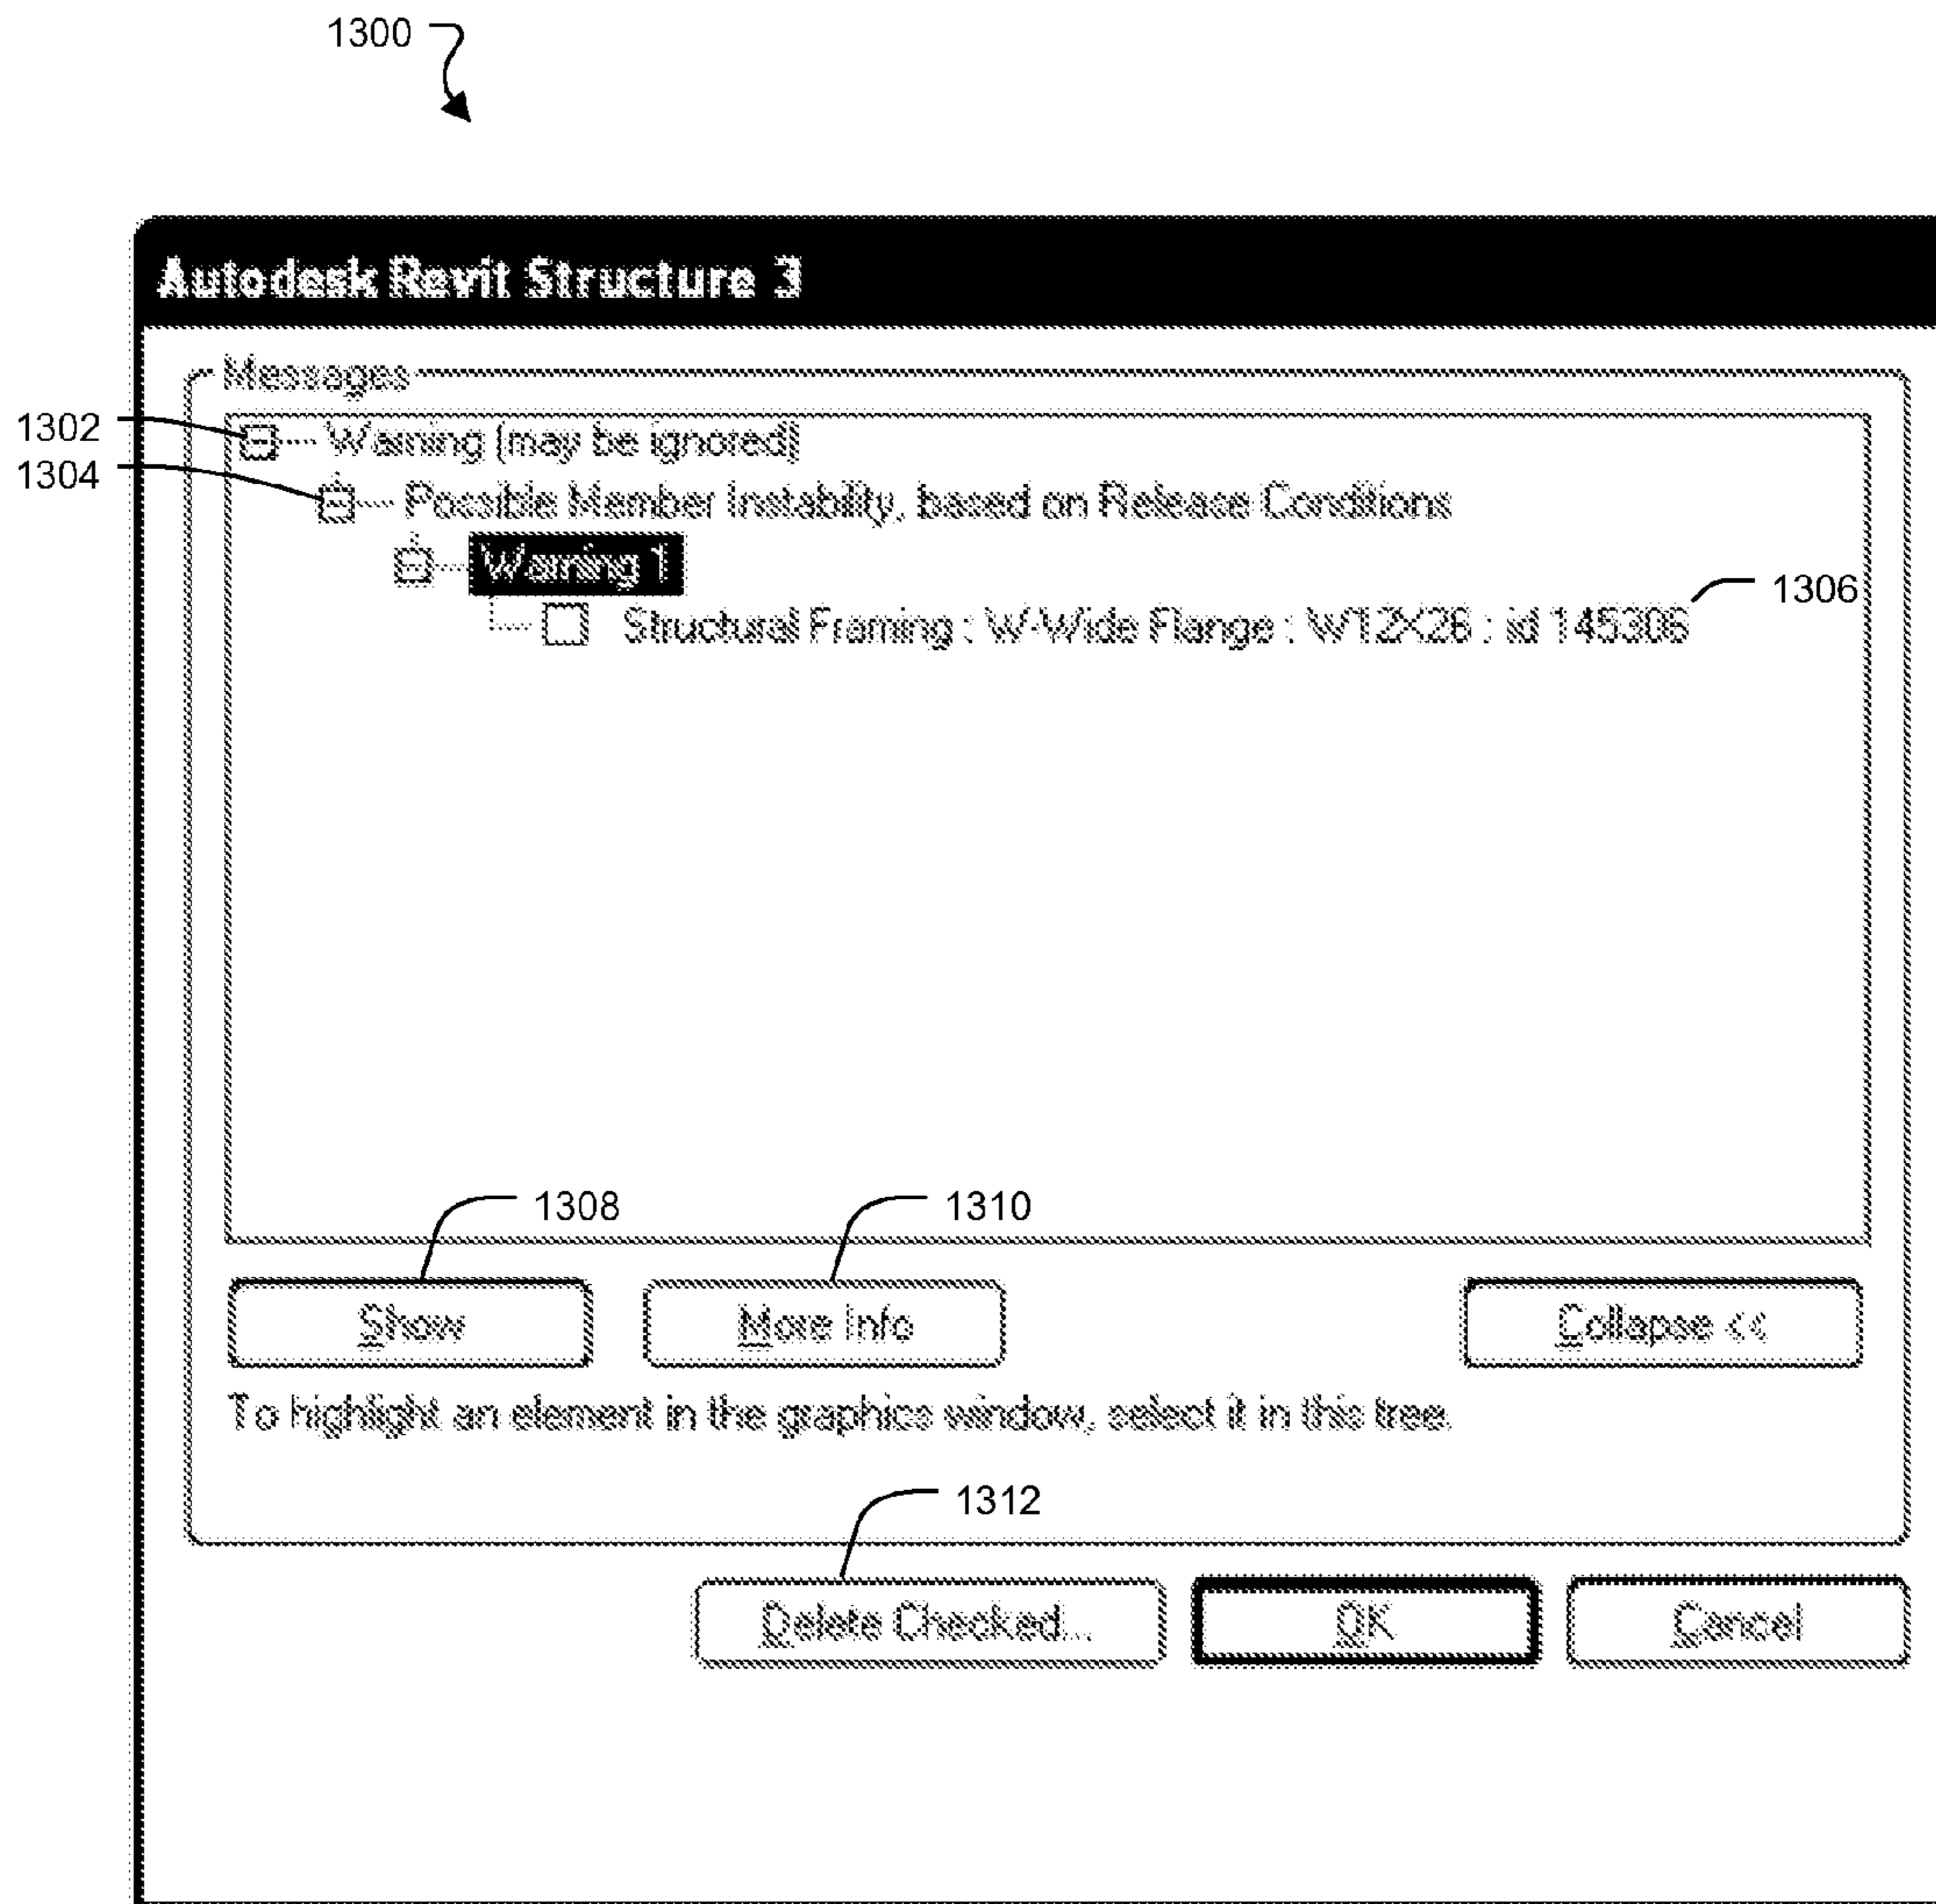 1300
Autodesk Revit Structure 3
Messages
1302
Warning (may be ignored)
1304
Possible Member Instability, based on Release Conditions
Warning 1
1306
Structural Framing : W-Wide Flange : W12X26 : id 145306
1308
1310
Show
More Info
Collapse <<
To highlight an element in the graphics window, select it in this tree.
1312
Delete Checked...
OK
Cancel